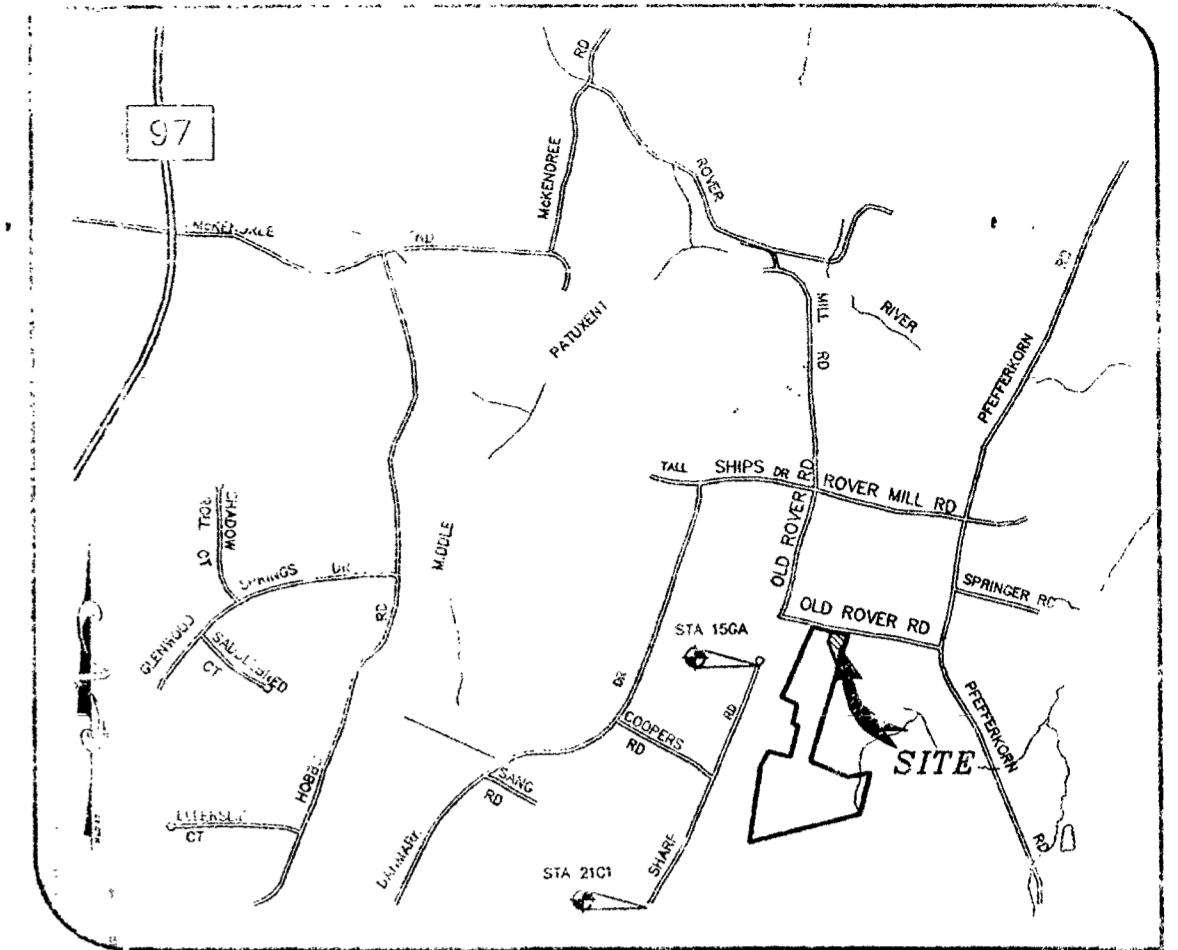 RD
97
McKENDREE
ROVER
RD
RD
PATUXENT
MILL RD
RIVER
PFEFFERKORN
TALL SHIPS DR
OLD ROVER RD
ROVER MILL RD
SHADOW
CT
SPRINGS DR
MIDDLE
SPRINGER RD
OLD ROVER RD
STA 15GA
GLENWOOD
CT
RD
DR
COOPERS
RD
RD
PFEFFERKORN
RD
SITE
SANG
RD
CT
SHARP
STA 21C1